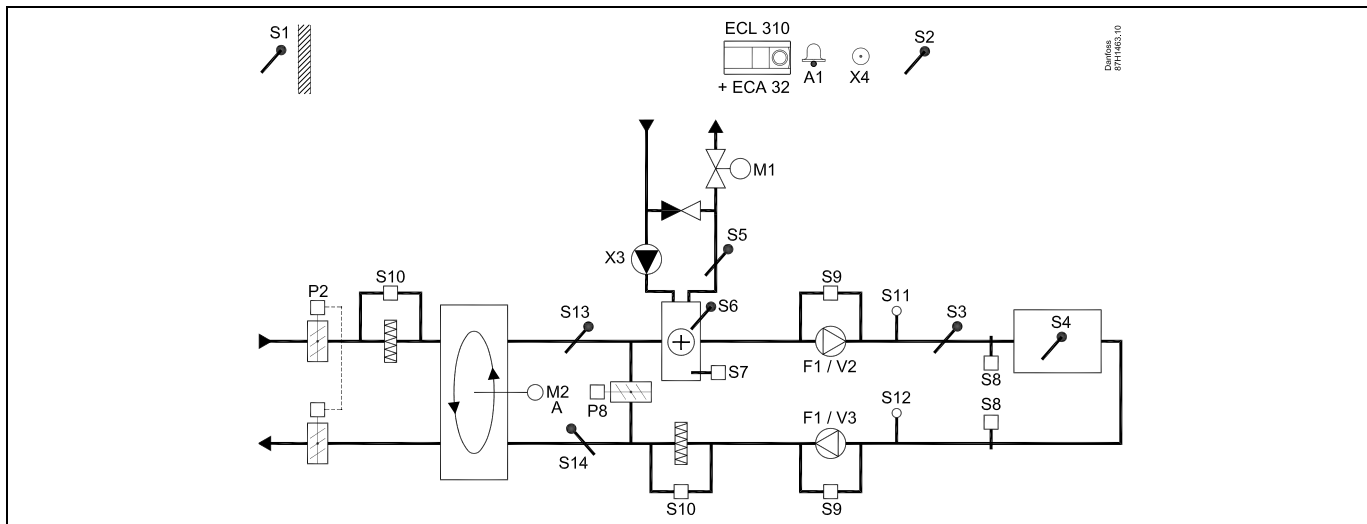 S1
ECL 310
S2
Danfoss
87H1463.10
A1
X4
+ ECA 32
M1
S5
X3
S10
S9
P2
S13
S6
S11
S3
S4
F1 / V2
S7
S8
M2
A
P8
F1 / V3
S12
S8
S14
S10
S9